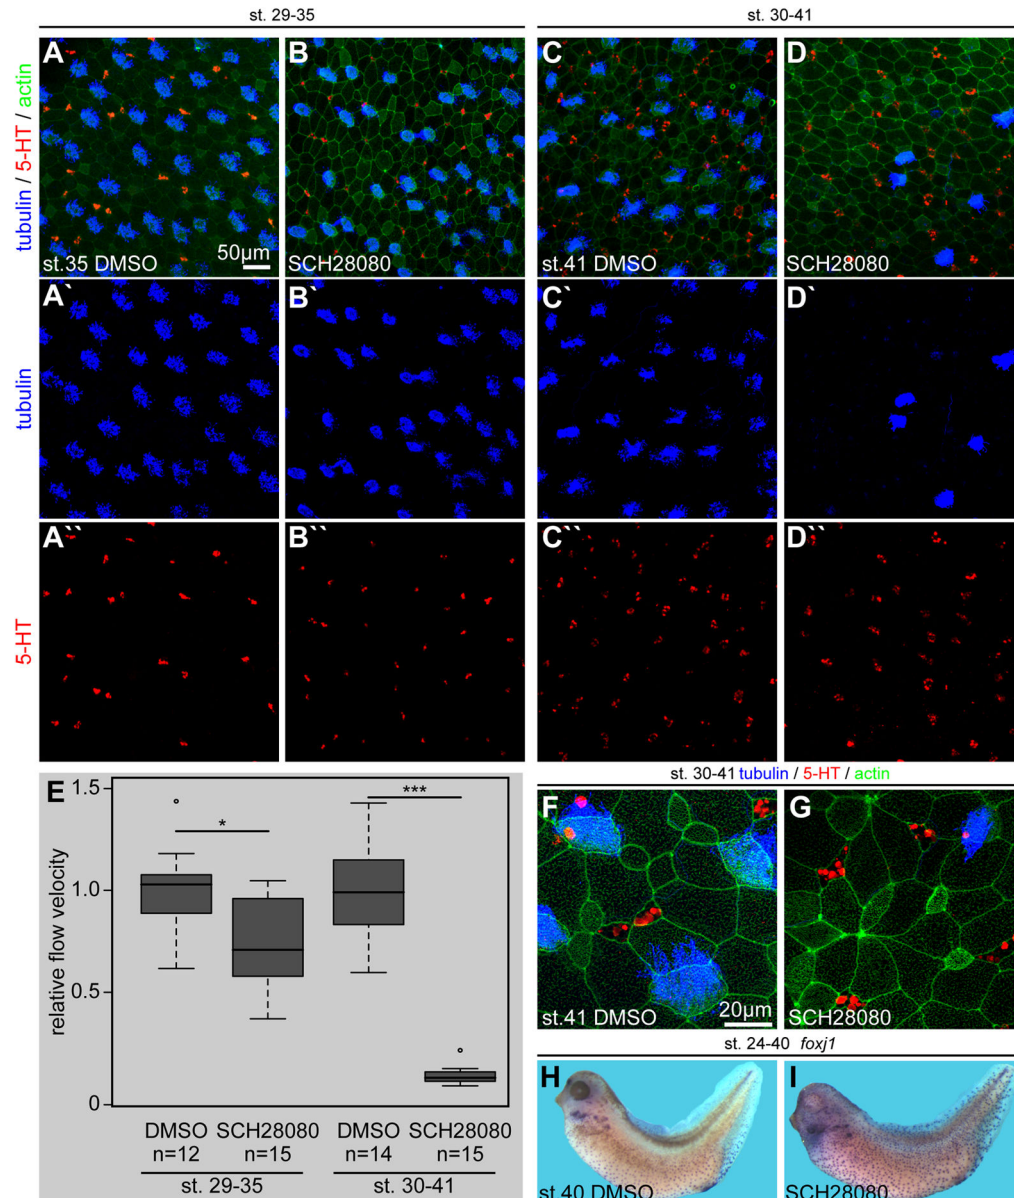 st. 29-35
st. 30-41
tubulin / 5-HT / actin
A
B
C
D
st.35 DMSO
50µm
SCH28080
st.41 DMSO
SCH28080
tubulin
A`
B`
C`
D`
5-HT
A``
B``
C``
D``
E
relative flow velocity
1.5
1.0
0.5
0
*
***
DMSO
n=12
SCH28080
n=15
DMSO
n=14
SCH28080
n=15
st. 29-35
st. 30-41
st. 30-41 tubulin / 5-HT / actin
F
G
st.41 DMSO
20µm
SCH28080
st. 24-40 foxj1
H
I
st.40 DMSO
SCH28080